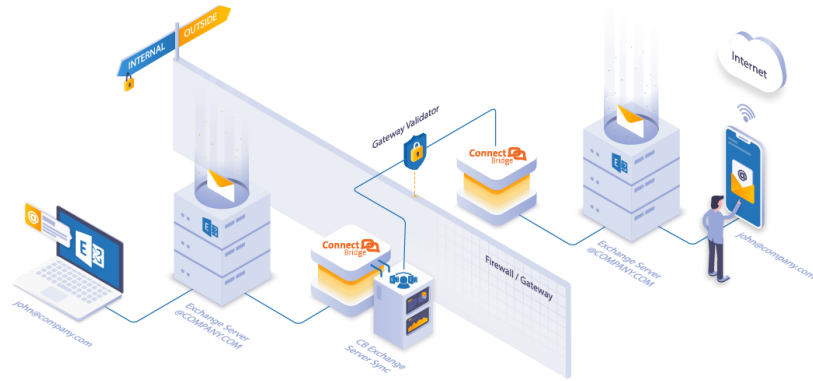 OUTSIDE
INTERNAL
Internet
Gateway Validator
Connect
Bridge
E
john@company.com
Exchange Server
@COMPANY.COM
E
Exchange Server
@COMPANY.COM
Connect
Bridge
Firewall / Gateway
CB Exchange
Server Sync
@
E
john@company.com
@